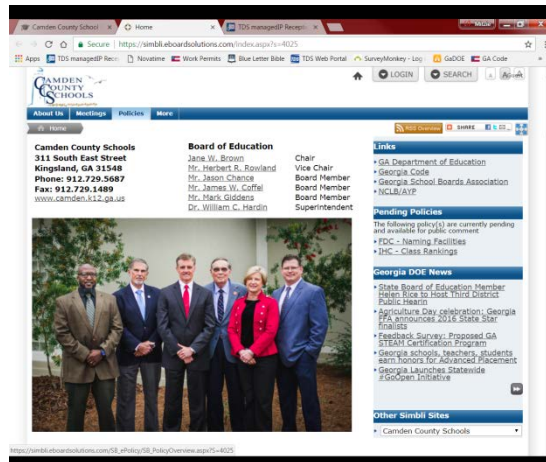 Camden County School
Home
TDS managedIP Recepti
Secure | https://simbli.eboardsolutions.com/index.aspx?s=4025
Apps TDS managedIP Rece Novatime Work Permits Blue Letter Bible TDS Web Portal SurveyMonkey - Log GaDOE GA Code
CAMDEN
COUNTY
SCHOOLS
LOGIN SEARCH
About Us Meetings Policies More
Home
RSS Overview SHARE
Camden County Schools
311 South East Street
Kingsland, GA 31548
Phone: 912.729.5687
Fax: 912.729.1489
www.camden.k12.ga.us
Board of Education
Jane W. Brown Chair
Mr. Herbert R. Rowland Vice Chair
Mr. Jason Chance Board Member
Mr. James W. Coffel Board Member
Mr. Mark Giddens Board Member
Dr. William C. Hardin Superintendent
Links
GA Department of Education
Georgia Code
Georgia School Boards Association
NCLB/AYP
Pending Policies
The following policy(s) are currently pending
and available for public comment
FDC - Naming Facilities
IHC - Class Rankings
Georgia DOE News
State Board of Education Member
Helen Rice to Host Third District
Public Hearin
Agriculture Day celebration: Georgia
FFA announces 2016 State Star
finalists
Feedback Survey: Proposed GA
STEAM Certification Program
Georgia schools, teachers, students
earn honors for Advanced Placement
Georgia Launches Statewide
#GoOpen Initiative
Other Simbli Sites
Camden County Schools
https://simbli.eboardsolutions.com/SB_ePolicy/SB_PolicyOverview.aspx?S=4025